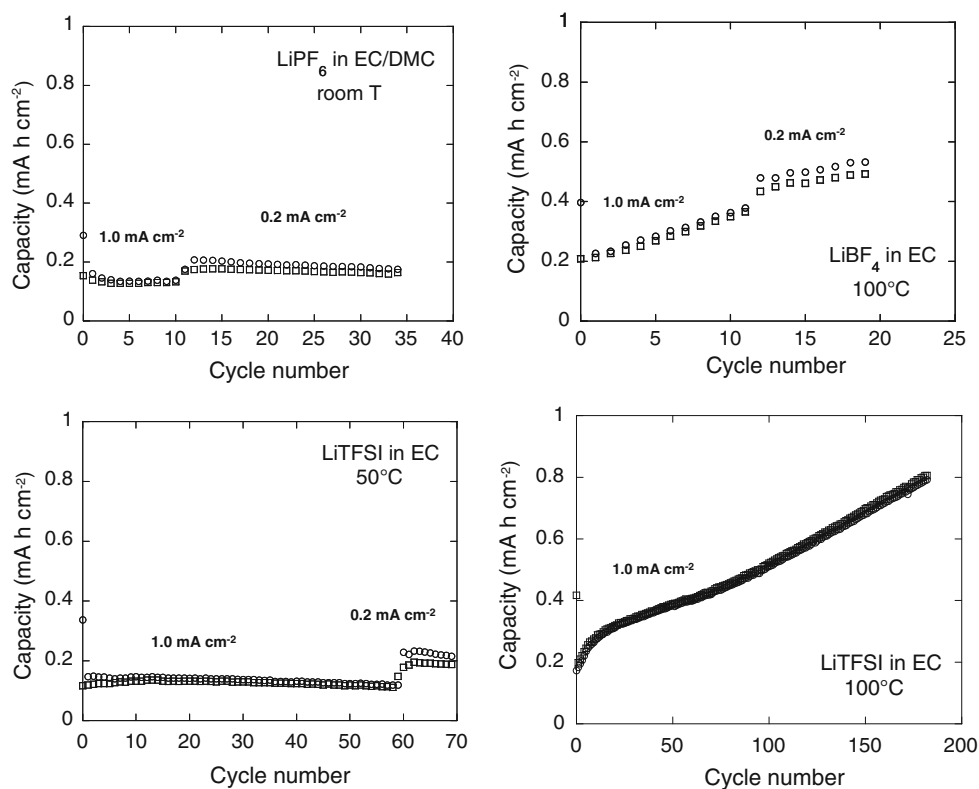 1
0.8
0.6
0.4
0.2
0
Capacity (mA h cm-2)
LiPF6 in EC/DMC
room T
1.0 mA cm-2
0.2 mA cm-2
0 5 10 15 20 25 30 35 40
Cycle number
1
0.8
0.6
0.4
0.2
0
Capacity (mA h cm-2)
0.2 mA cm-2
1.0 mA cm-2
LiBF4 in EC
100°C
0 5 10 15 20 25
Cycle number
1
0.8
0.6
0.4
0.2
0
Capacity (mA h cm-2)
LiTFSI in EC
50°C
0.2 mA cm-2
1.0 mA cm-2
0 10 20 30 40 50 60 70
Cycle number
1
0.8
0.6
0.4
0.2
0
Capacity (mA h cm-2)
1.0 mA cm-2
LiTFSI in EC
100°C
0 50 100 150 200
Cycle number